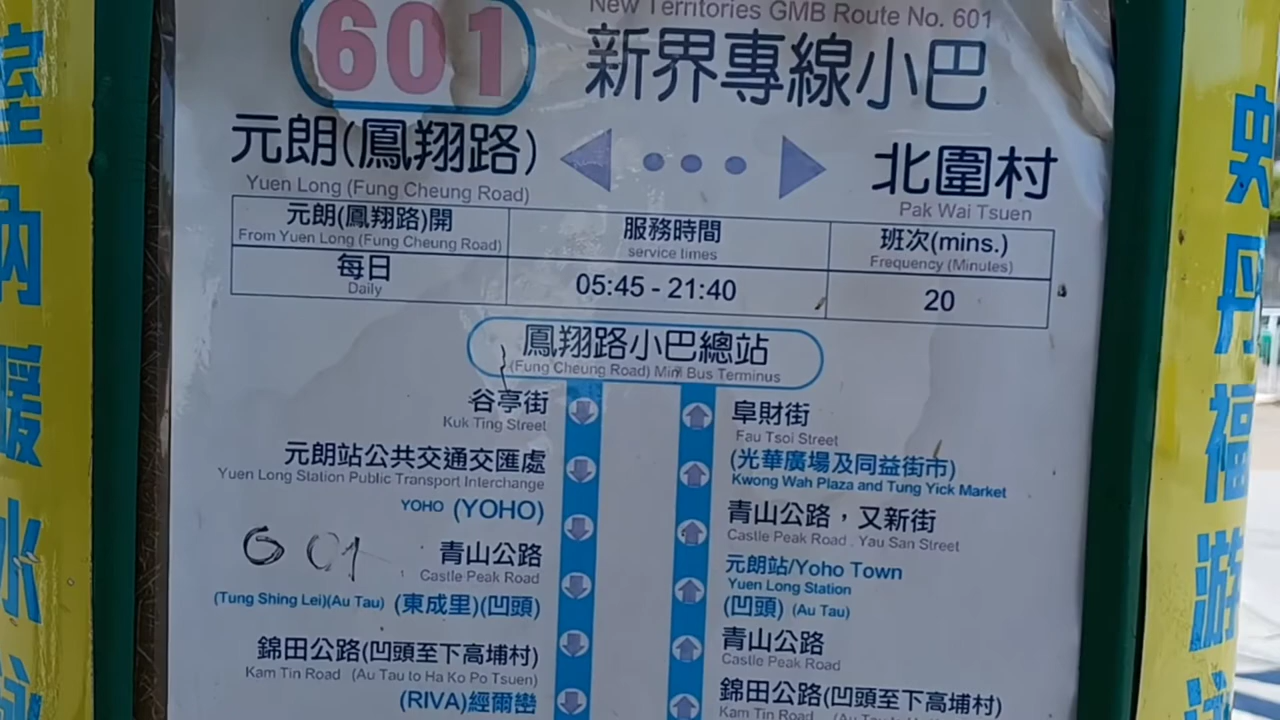 601
New Territories GMB Route No. 601
新界專線小巴
元朗(鳳翔路)
Yuen Long (Fung Cheung Road)
北圍村
Pak Wai Tsuen
元朗(鳳翔路)開
From Yuen Long (Fung Cheung Road)
服務時間
service times
班次(mins.)
Frequency (Minutes)
每日
Daily
05:45 - 21:40
20
鳳翔路小巴總站
(Fung Cheung Road) Mini Bus Terminus
谷亭街
Kuk Ting Street
元朗站公共交通交匯處
Yuen Long Station Public Transport Interchange
YOHO (YOHO)
601
青山公路
Castle Peak Road
(Tung Shing Lei)(Au Tau) (東成里)(凹頭)
錦田公路(凹頭至下高埔村)
Kam Tin Road (Au Tau to Ha Ko Po Tsuen)
(RIVA)經爾巒
阜財街
Fau Tsoi Street
(光華廣場及同益街市)
Kwong Wah Plaza and Tung Yick Market
青山公路，又新街
Castle Peak Road . Yau San Street
元朗站/Yoho Town
Yuen Long Station
(凹頭) (Au Tau)
青山公路
Castle Peak Road
錦田公路(凹頭至下高埔村)
Kam Tin Road
室內暖水
丹福游